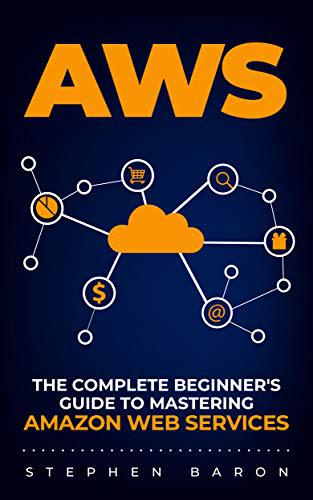 AWS
$
@
THE COMPLETE BEGINNER'S
GUIDE TO MASTERING
AMAZON WEB SERVICES
STEPHEN BARON